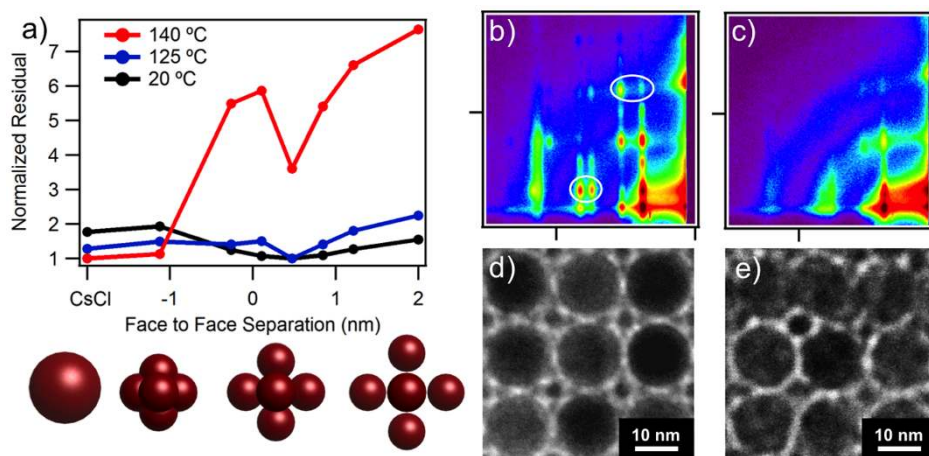 a)
140 ºC
125 ºC
20 ºC
7
6
5
4
3
2
1
Normalized Residual
CsCl
-1
0
1
2
Face to Face Separation (nm)
b)
c)
d)
10 nm
e)
10 nm